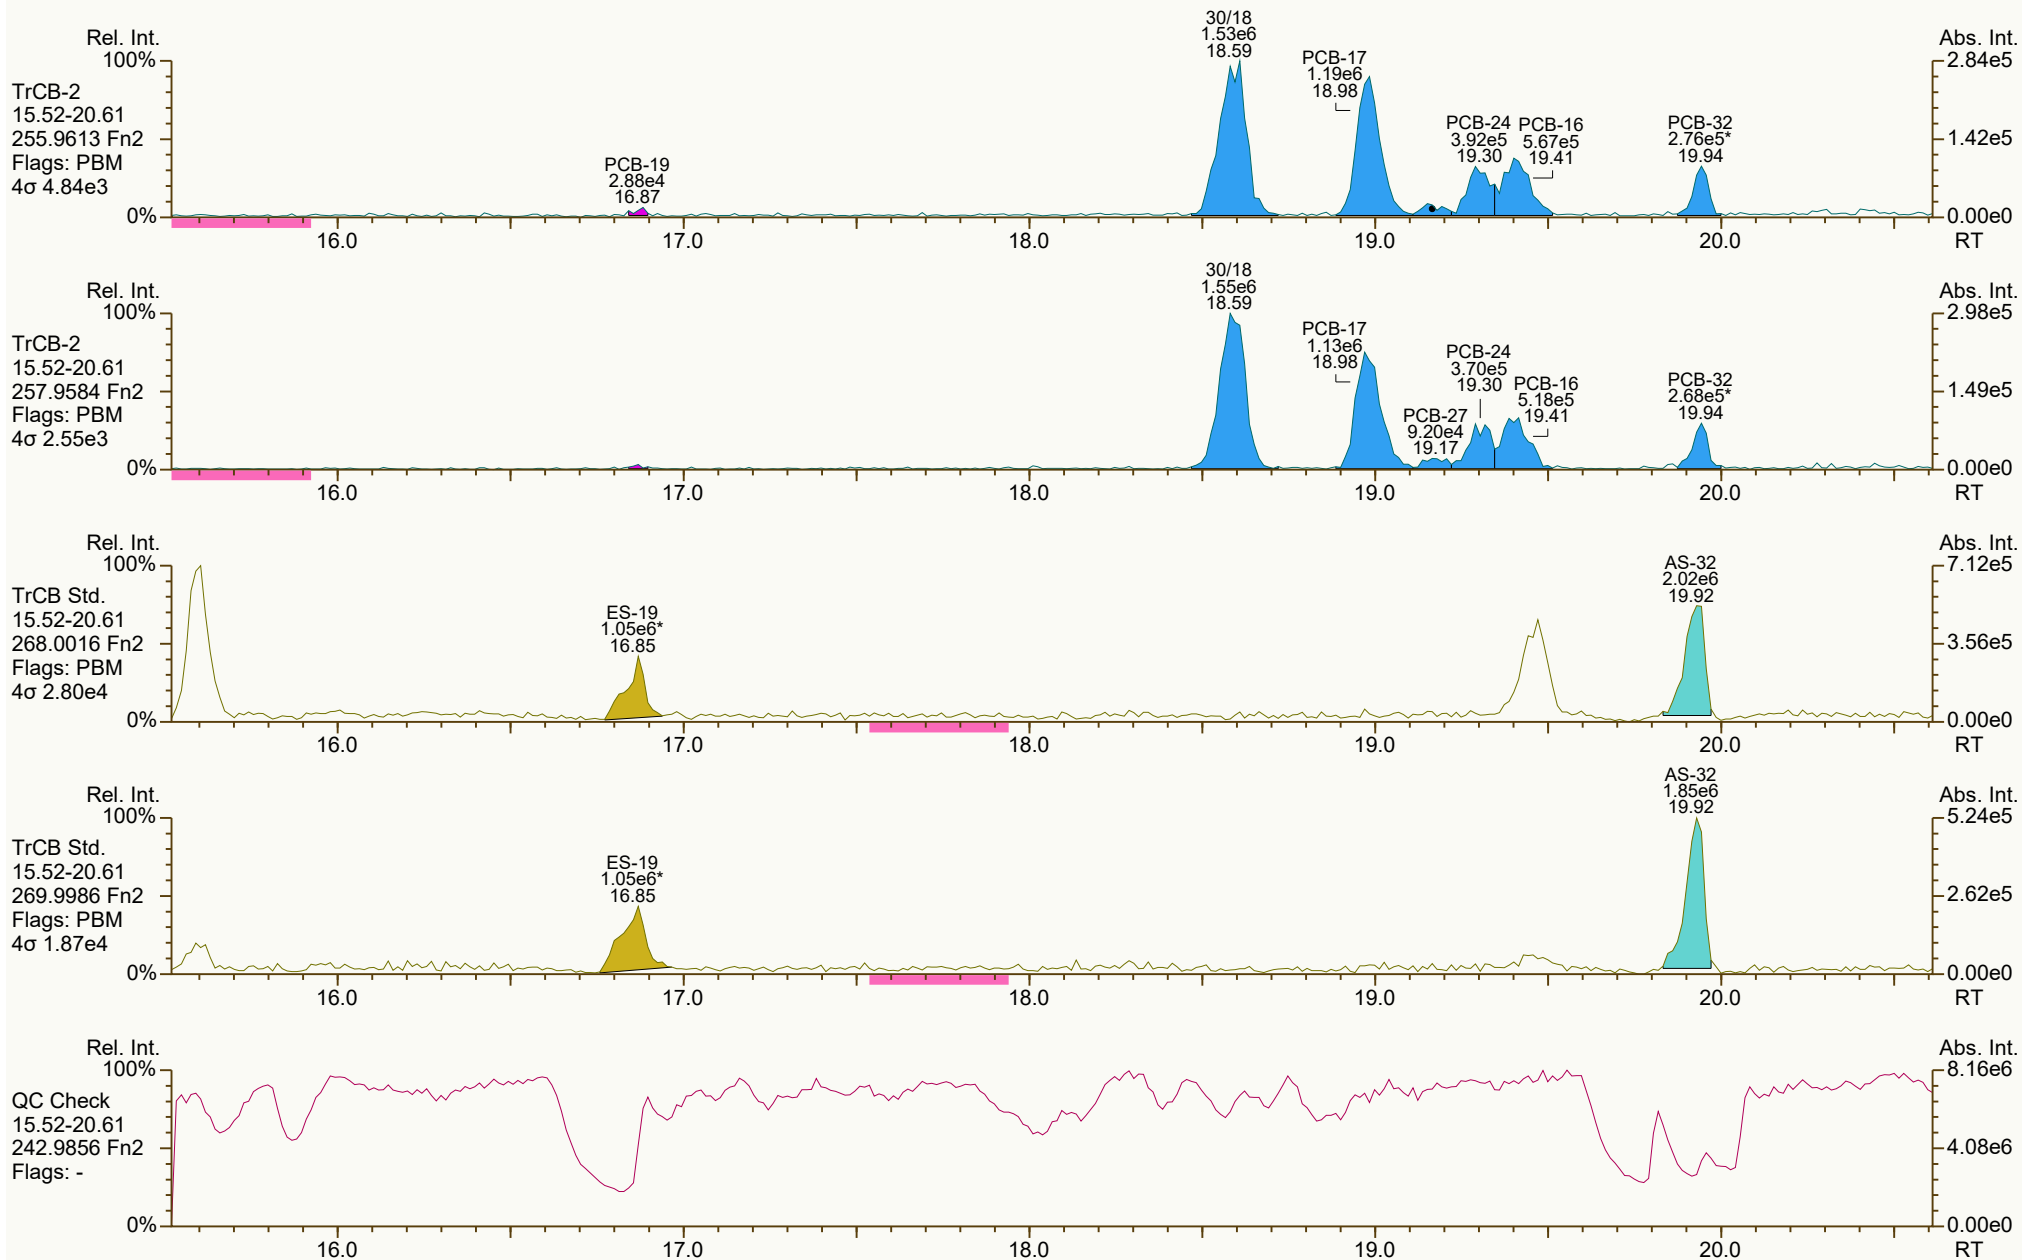 Rel. Int.
100%
0%
TrCB-2
15.52-20.61
255.9613 Fn2
Flags: PBM
4σ 4.84e3
PCB-19
2.88e4
16.87
30/18
1.53e6
18.59
PCB-17
1.19e6
18.98
PCB-24
3.92e5
19.30
PCB-16
5.67e5
19.41
PCB-32
2.76e5*
19.94
Abs. Int.
2.84e5
1.42e5
0.00e0
16.0 17.0 18.0 19.0 20.0 RT
Rel. Int.
100%
0%
TrCB-2
15.52-20.61
257.9584 Fn2
Flags: PBM
4σ 2.55e3
30/18
1.55e6
18.59
PCB-17
1.13e6
18.98
PCB-27
9.20e4
19.17
PCB-24
3.70e5
19.30
PCB-16
5.18e5
19.41
PCB-32
2.68e5*
19.94
Abs. Int.
2.98e5
1.49e5
0.00e0
16.0 17.0 18.0 19.0 20.0 RT
Rel. Int.
100%
0%
TrCB Std.
15.52-20.61
268.0016 Fn2
Flags: PBM
4σ 2.80e4
ES-19
1.05e6*
16.85
AS-32
2.02e6
19.92
Abs. Int.
7.12e5
3.56e5
0.00e0
16.0 17.0 18.0 19.0 20.0 RT
Rel. Int.
100%
0%
TrCB Std.
15.52-20.61
269.9986 Fn2
Flags: PBM
4σ 1.87e4
ES-19
1.05e6*
16.85
AS-32
1.85e6
19.92
Abs. Int.
5.24e5
2.62e5
0.00e0
16.0 17.0 18.0 19.0 20.0 RT
Rel. Int.
100%
0%
QC Check
15.52-20.61
242.9856 Fn2
Flags: -
Abs. Int.
8.16e6
4.08e6
0.00e0
16.0 17.0 18.0 19.0 20.0 RT